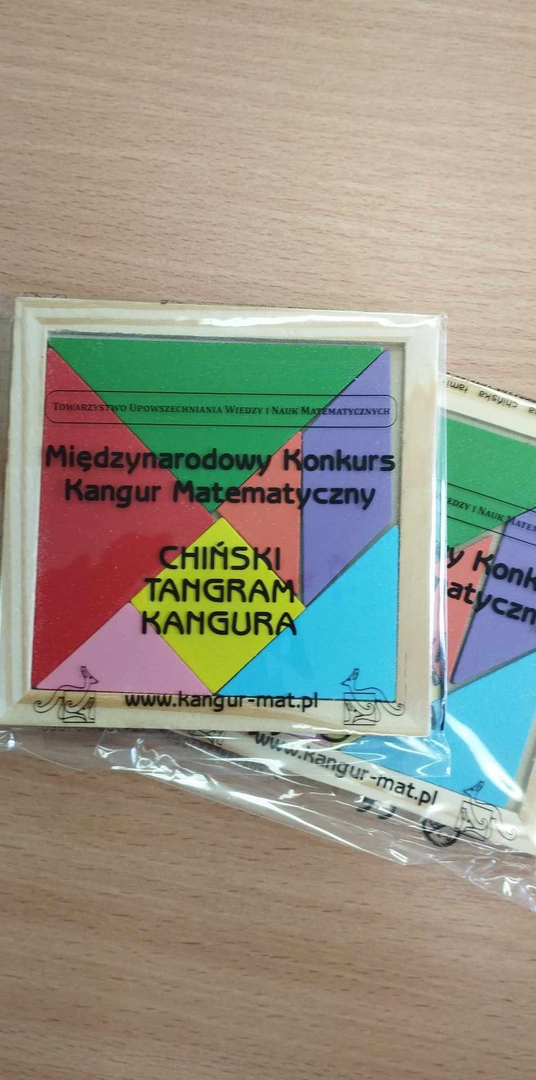 TOWARZYSTWO UPOWSZECHNIANIA WIEDZY I NAUK MATEMATYCZNYCH
Międzynarodowy Konkurs
Kangur Matematyczny
CHIŃSKI
TANGRAM
KANGURA
www.kangur-mat.pl
chińska
www.kangur-mat.pl